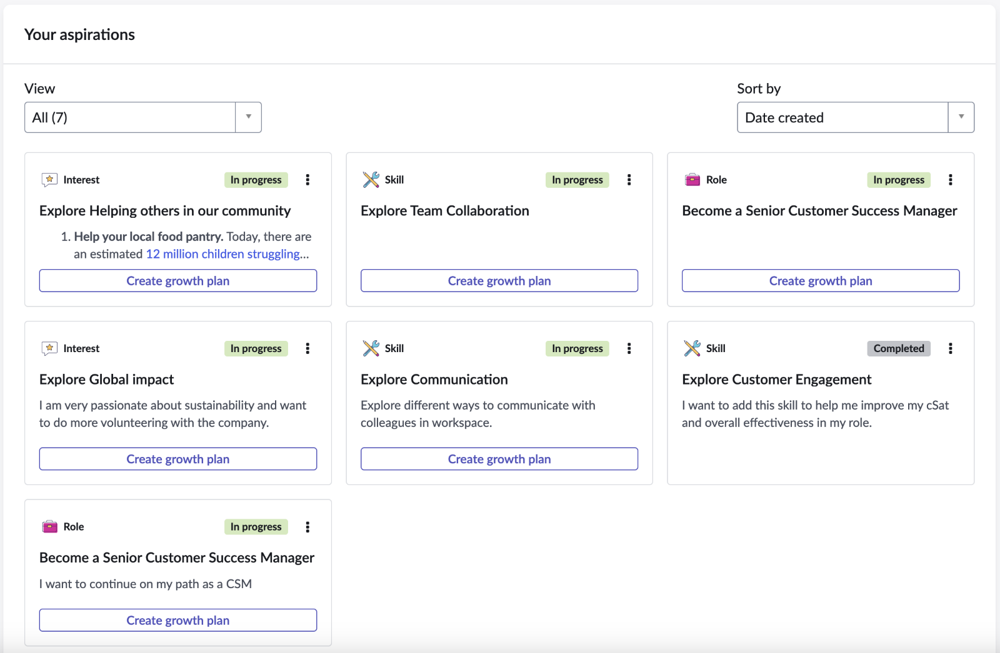 Your aspirations
View
Sort by
All (7)
Date created
Interest
In progress
Explore Helping others in our community
1. Help your local food pantry. Today, there are
an estimated 12 million children struggling...
Create growth plan
Skill
In progress
Explore Team Collaboration
Create growth plan
Role
In progress
Become a Senior Customer Success Manager
Create growth plan
Interest
In progress
Explore Global impact
I am very passionate about sustainability and want
to do more volunteering with the company.
Create growth plan
Skill
In progress
Explore Communication
Explore different ways to communicate with
colleagues in workspace.
Create growth plan
Skill
Completed
Explore Customer Engagement
I want to add this skill to help me improve my cSat
and overall effectiveness in my role.
Role
In progress
Become a Senior Customer Success Manager
I want to continue on my path as a CSM
Create growth plan